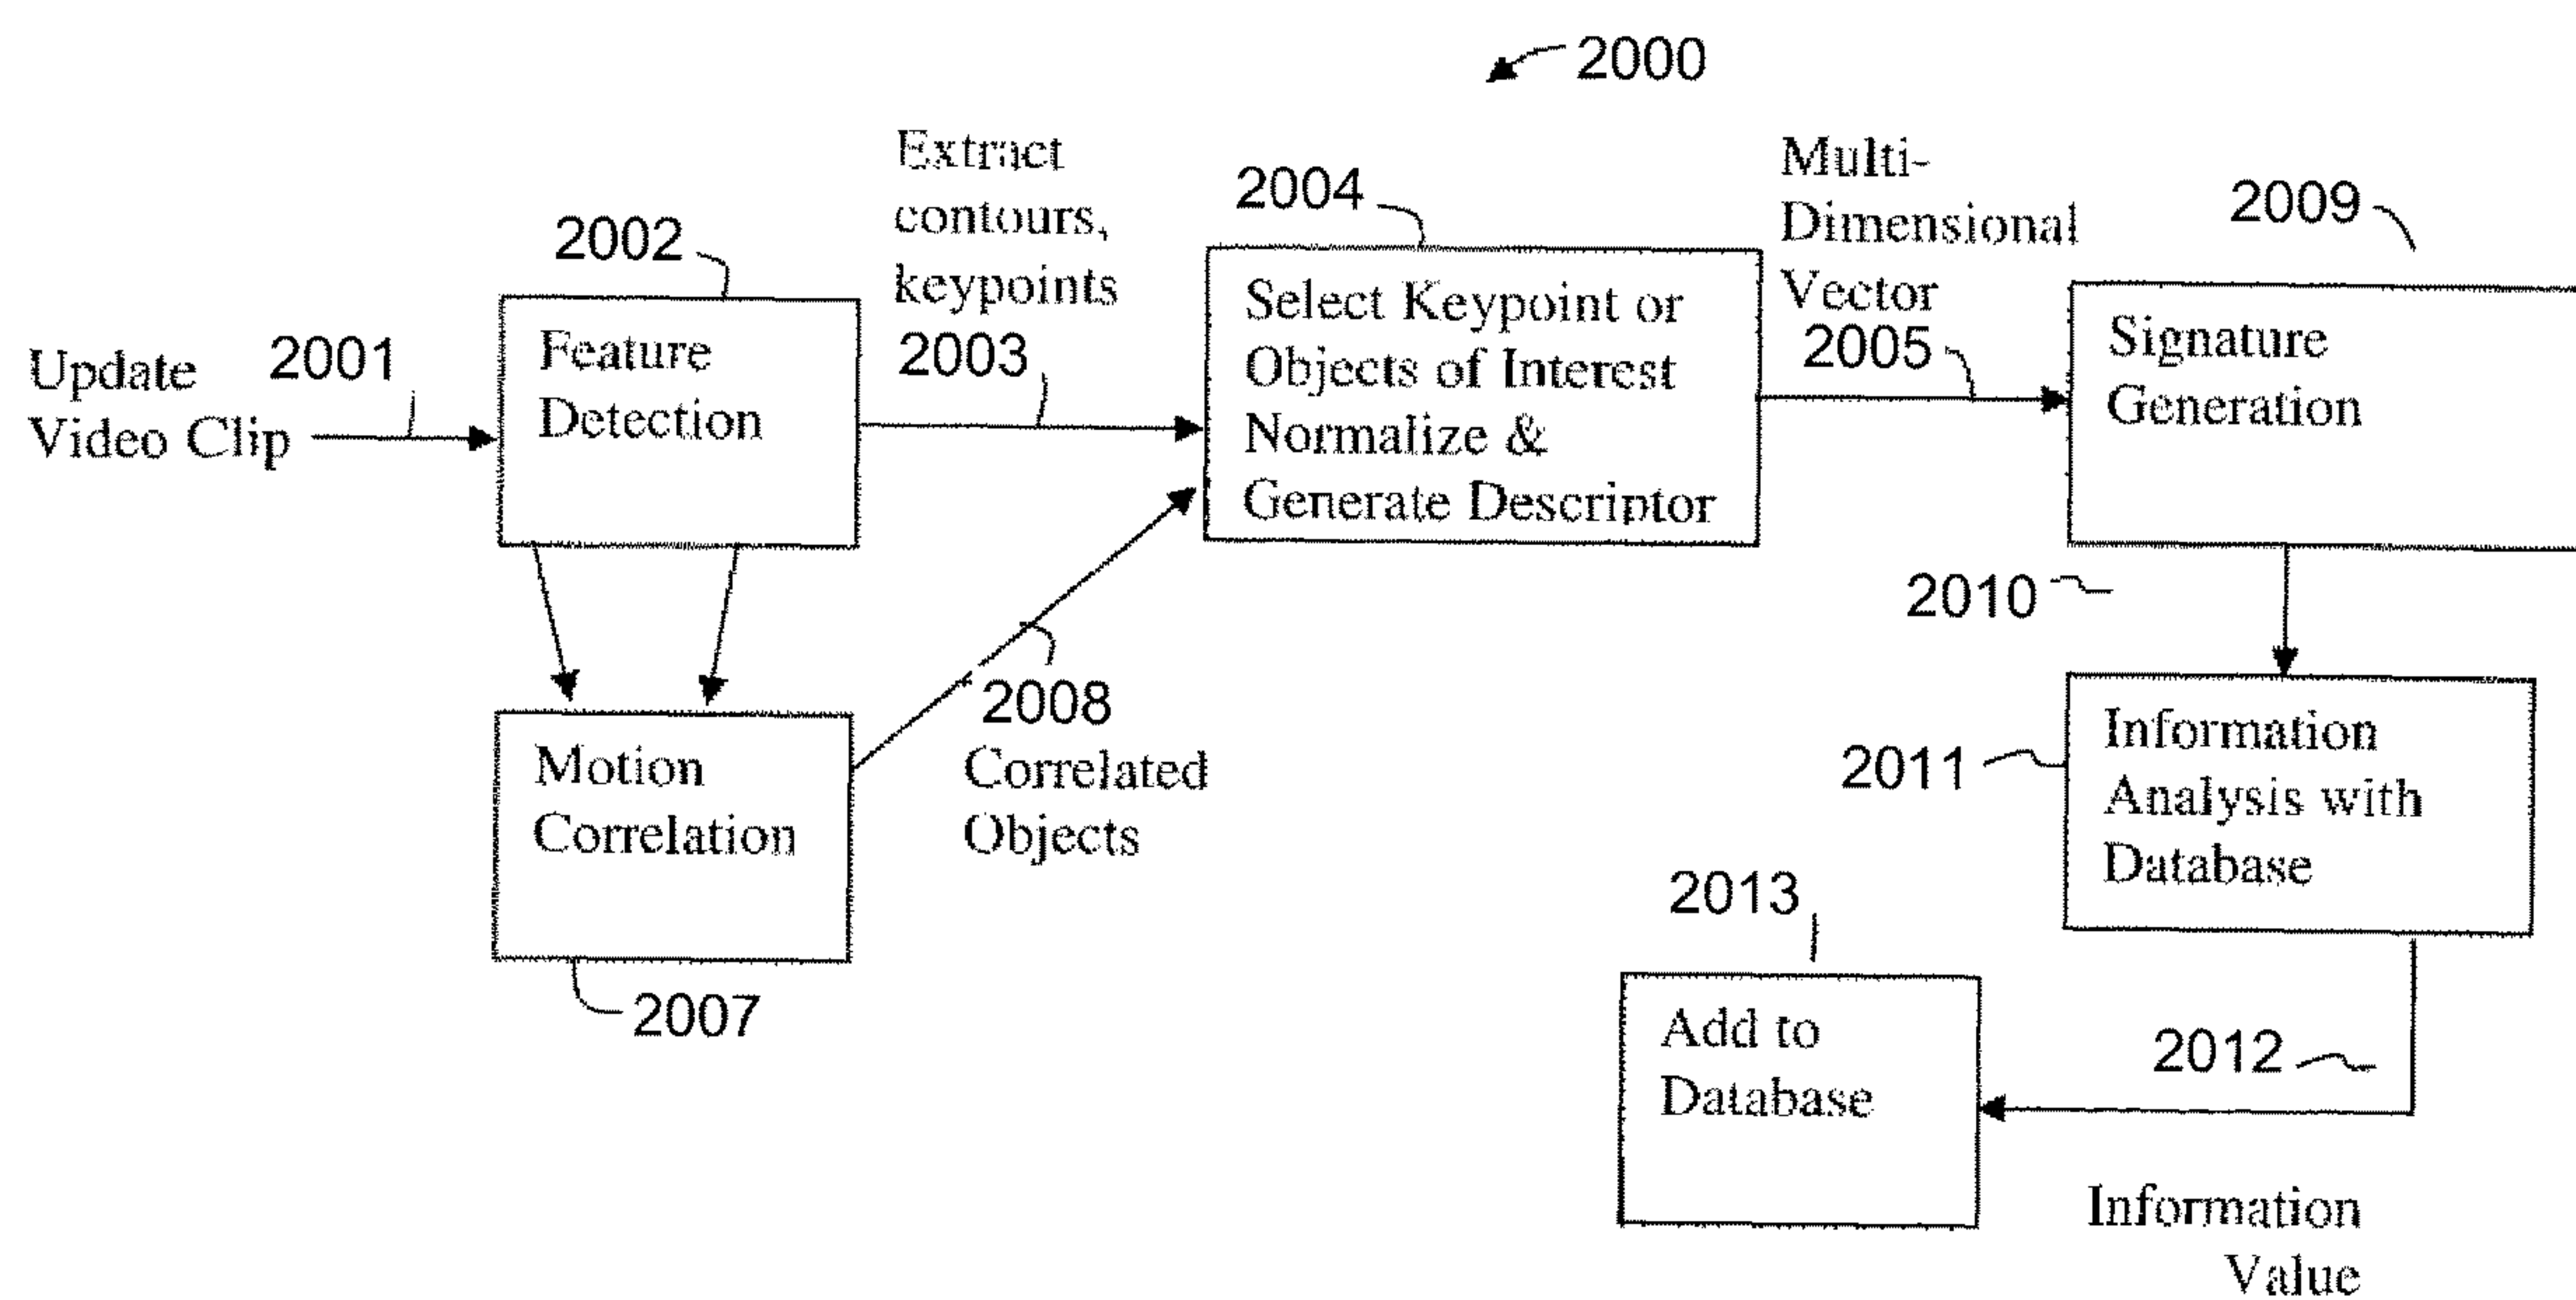 2000
Extract
contours,
keypoints
2003
2004
Multi-
Dimensional
Vector
2005
2009
2002
Update
Video Clip
2001
Feature
Detection
Select Keypoint or
Objects of Interest
Normalize &
Generate Descriptor
Signature
Generation
2010
2008
Correlated
Objects
Motion
Correlation
2007
2011
Information
Analysis with
Database
2013
Add to
Database
2012
Information
Value